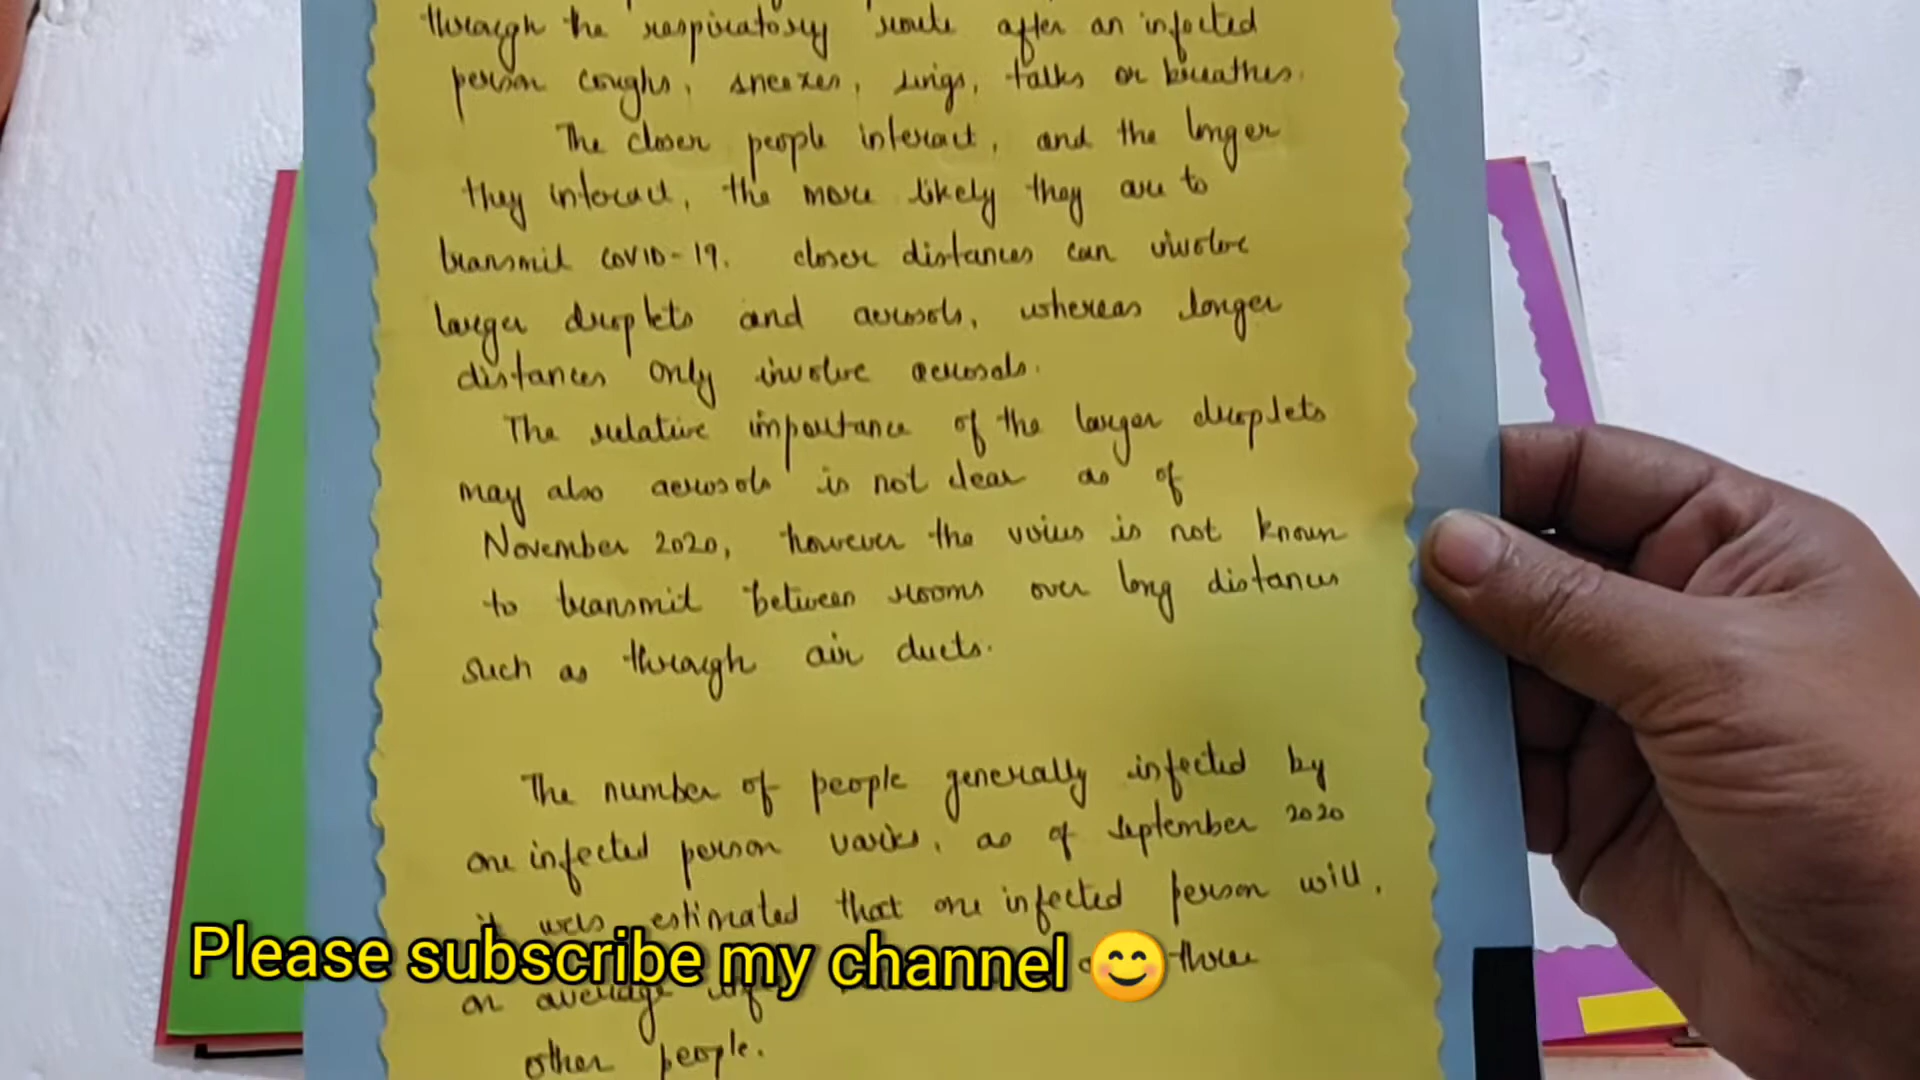 through the respiratory route after an infected
person coughs, sneezes, sings, talks or breathes.
The closer people interact, and the longer
they interact, the more likely they are to
transmit COVID-19. closer distances can involve
larger droplets and aerosols, whereas longer
distances only involve aerosols.
The relative importance of the larger droplets
may also aerosols is not clear as of
November 2020, however the virus is not known
to transmit between rooms over long distances
such as through air ducts.
The number of people generally infected by
one infected person varies, as of september 2020
it was estimated that one infected person will,
on average three
other people.
Please subscribe my channel 😊